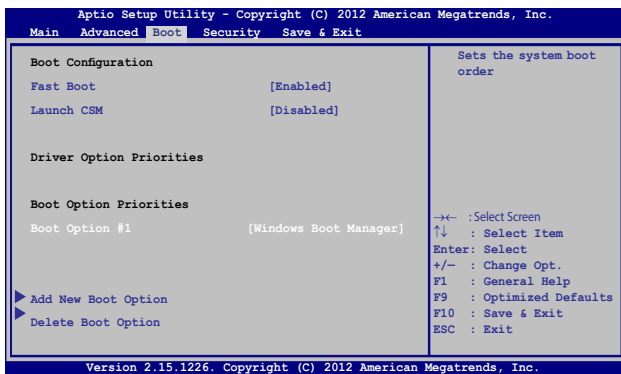 Aptio Setup Utility - Copyright (C) 2012 American Megatrends, Inc.
Main Advanced Boot Security Save & Exit
Boot Configuration
Fast Boot [Enabled]
Launch CSM [Disabled]
Driver Option Priorities
Boot Option Priorities
Boot Option #1 [Windows Boot Manager]
Add New Boot Option
Delete Boot Option
Sets the system boot
order
→← : Select Screen
↑↓ : Select Item
Enter: Select
+/— : Change Opt.
F1 : General Help
F9 : Optimized Defaults
F10 : Save & Exit
ESC : Exit
Version 2.15.1226. Copyright (C) 2012 American Megatrends, Inc.